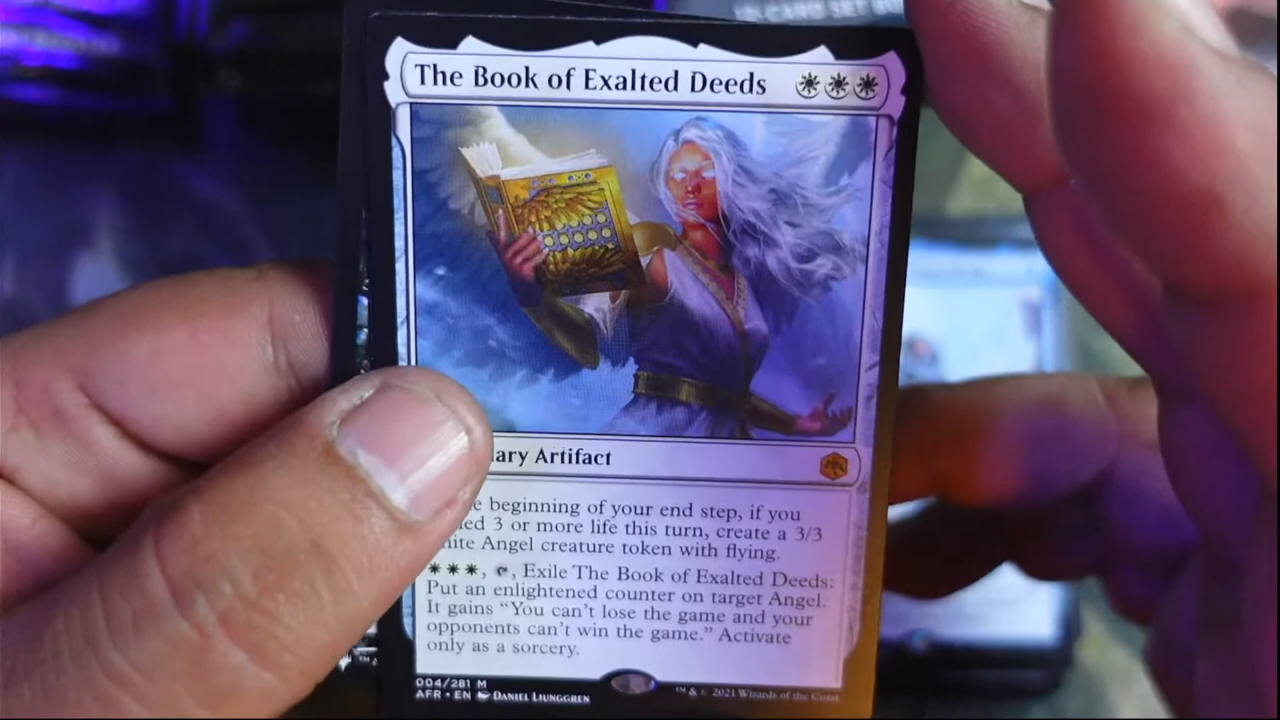 The Book of Exalted Deeds
ary Artifact
e beginning of your end step, if you
ed 3 or more life this turn, create a 3/3
ite Angel creature token with flying.
, , Exile The Book of Exalted Deeds:
Put an enlightened counter on target Angel.
It gains “You can’t lose the game and your
opponents can’t win the game.” Activate
only as a sorcery.
004/281 M
AFR • EN DANIEL LJUNGGREN
™ & © 2021 Wizards of the Coast